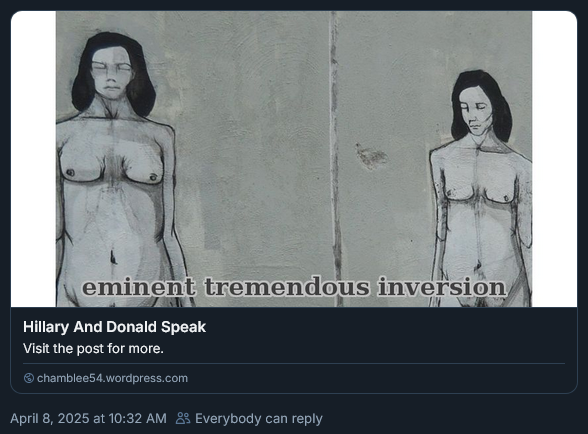 eminent tremendous inversion
Hillary And Donald Speak
Visit the post for more.
chamblee54.wordpress.com
April 8, 2025 at 10:32 AM Everybody can reply